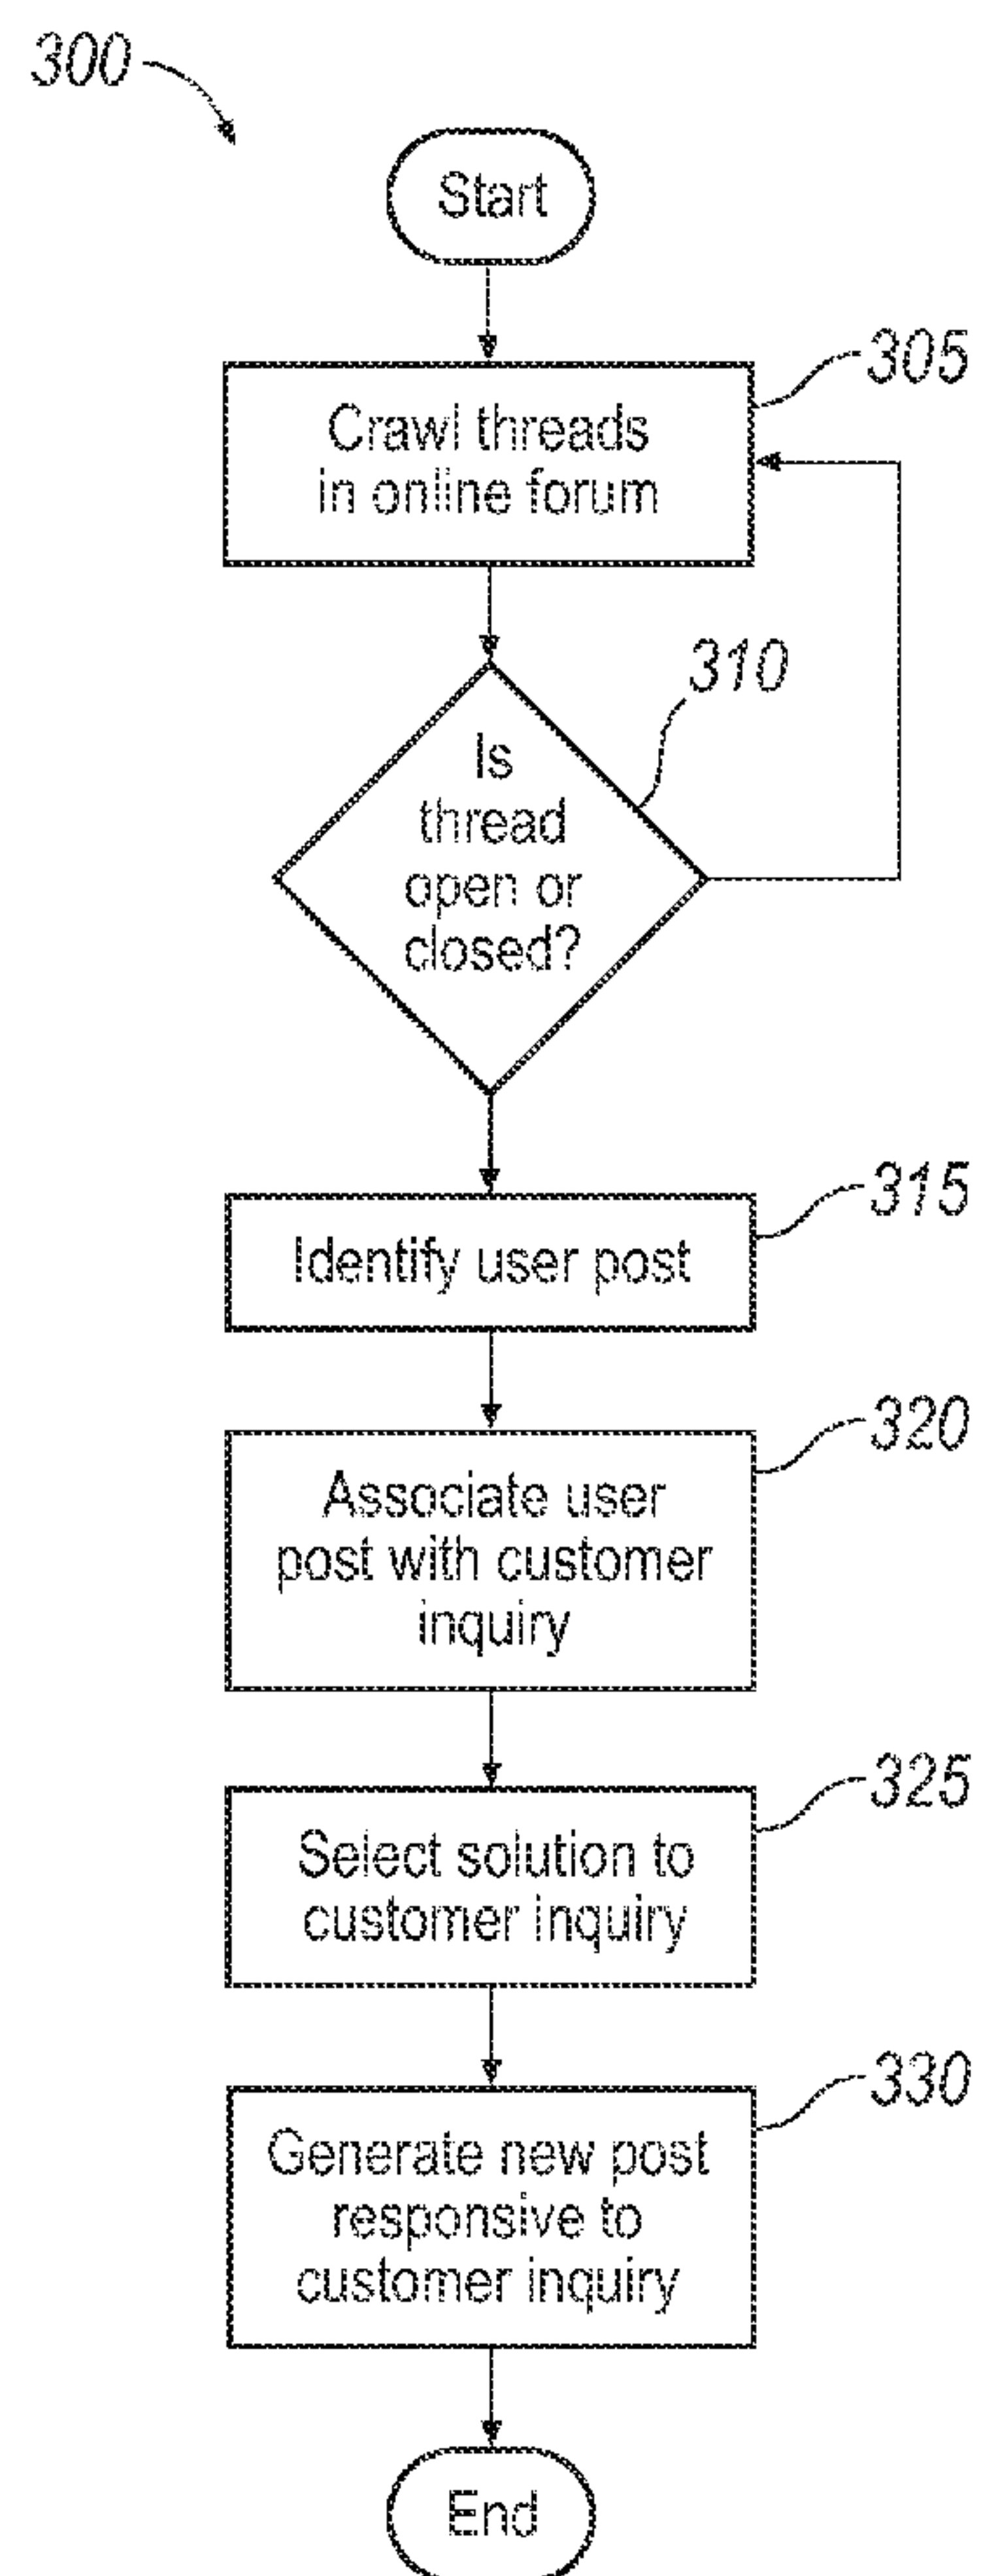 300
Start
305
Crawl threads
in online forum
310
Is
thread
open or
closed?
315
Identify user post
320
Associate user
post with customer
inquiry
325
Select solution to
customer inquiry
330
Generate new post
responsive to
customer inquiry
End